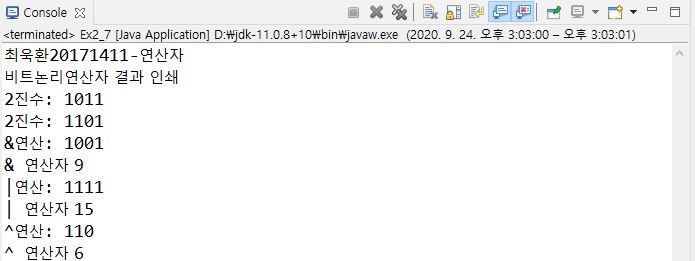 Console
<terminated> Ex2_7 [Java Application] D:₩jdk-11.0.8+10₩bin₩javaw.exe (2020. 9. 24. 오후 3:03:00 – 오후 3:03:01)
최욱환20171411-연산자
비트논리연산자 결과 인쇄
2진수: 1011
2진수: 1101
&연산: 1001
& 연산자 9
|연산: 1111
| 연산자 15
^연산: 110
^ 연산자 6